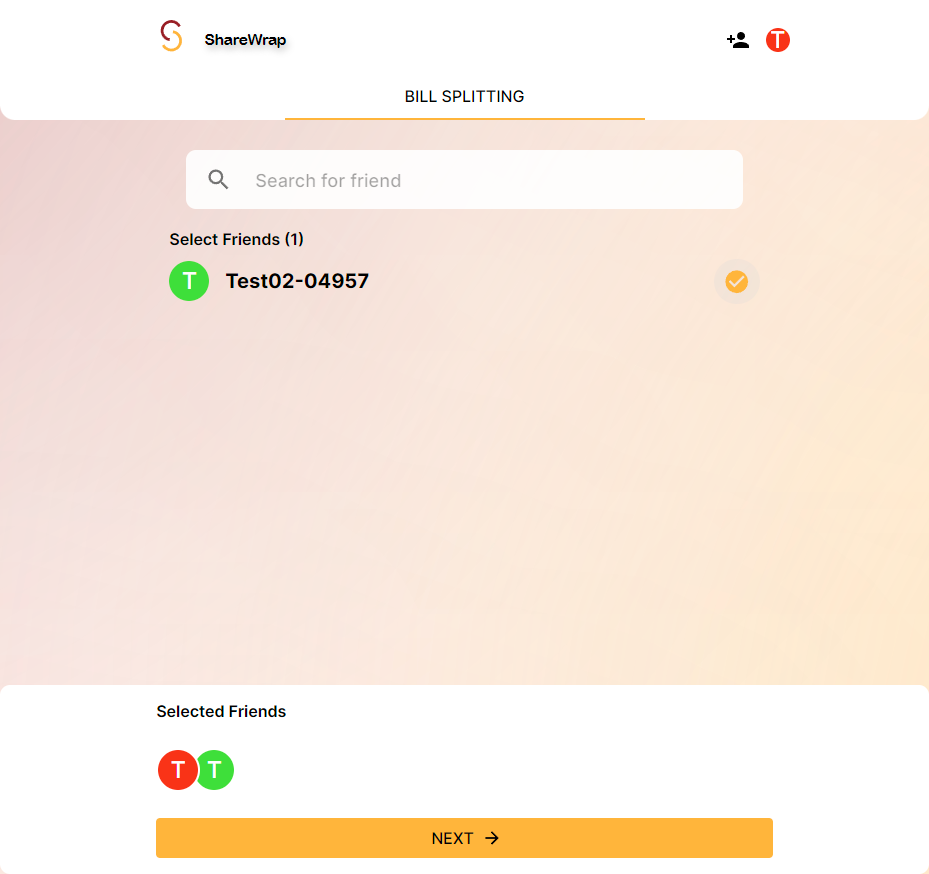 ShareWrap
T
BILL SPLITTING
Search for friend
Select Friends (1)
T
Test02-04957
Selected Friends
T
T
NEXT